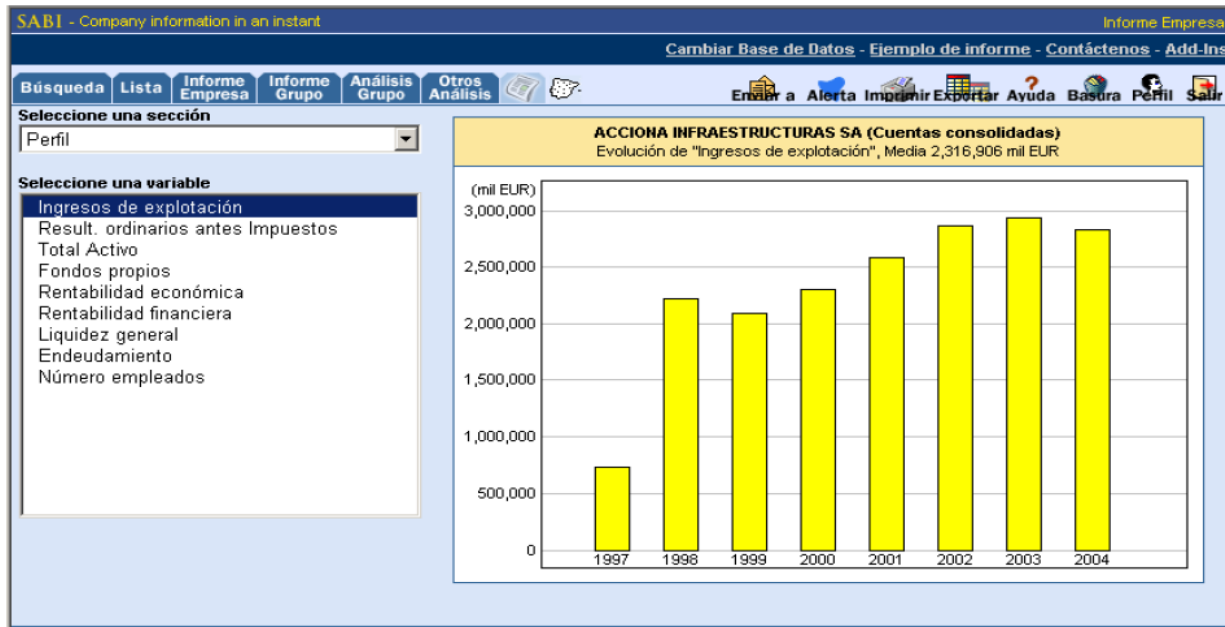 SABI - Company information in an instant
Informe Empresa
Cambiar Base de Datos - Ejemplo de informe - Contáctenos - Add-Ins
Búsqueda
Lista
Informe Empresa
Informe Grupo
Análisis Grupo
Otros Análisis
Enviar a
Alerta
Imprimir
Exportar
Ayuda
Basura
Perfil
Salir
Seleccione una sección
Perfil
Seleccione una variable
Ingresos de explotación
Result. ordinarios antes Impuestos
Total Activo
Fondos propios
Rentabilidad económica
Rentabilidad financiera
Liquidez general
Endeudamiento
Número empleados
ACCIONA INFRAESTRUCTURAS SA (Cuentas consolidadas)
Evolución de "Ingresos de explotación", Media 2,316,906 mil EUR
(mil EUR)
3,000,000
2,500,000
2,000,000
1,500,000
1,000,000
500,000
0
1997 1998 1999 2000 2001 2002 2003 2004